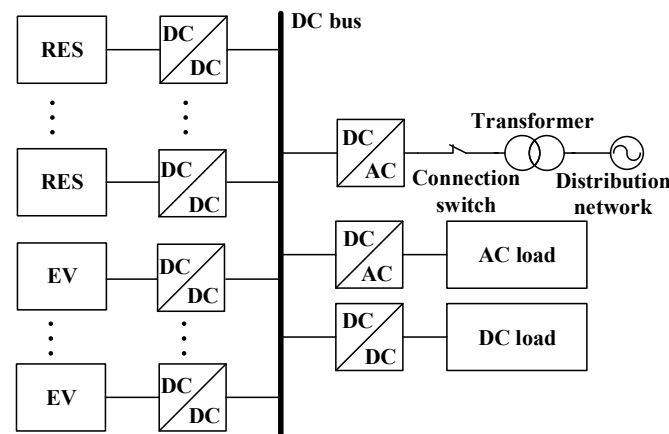 DC bus
RES
DC
DC
RES
DC
DC
EV
DC
DC
EV
DC
DC
DC
AC
Connection
switch
Transformer
Distribution
network
DC
AC
AC load
DC
DC
DC load